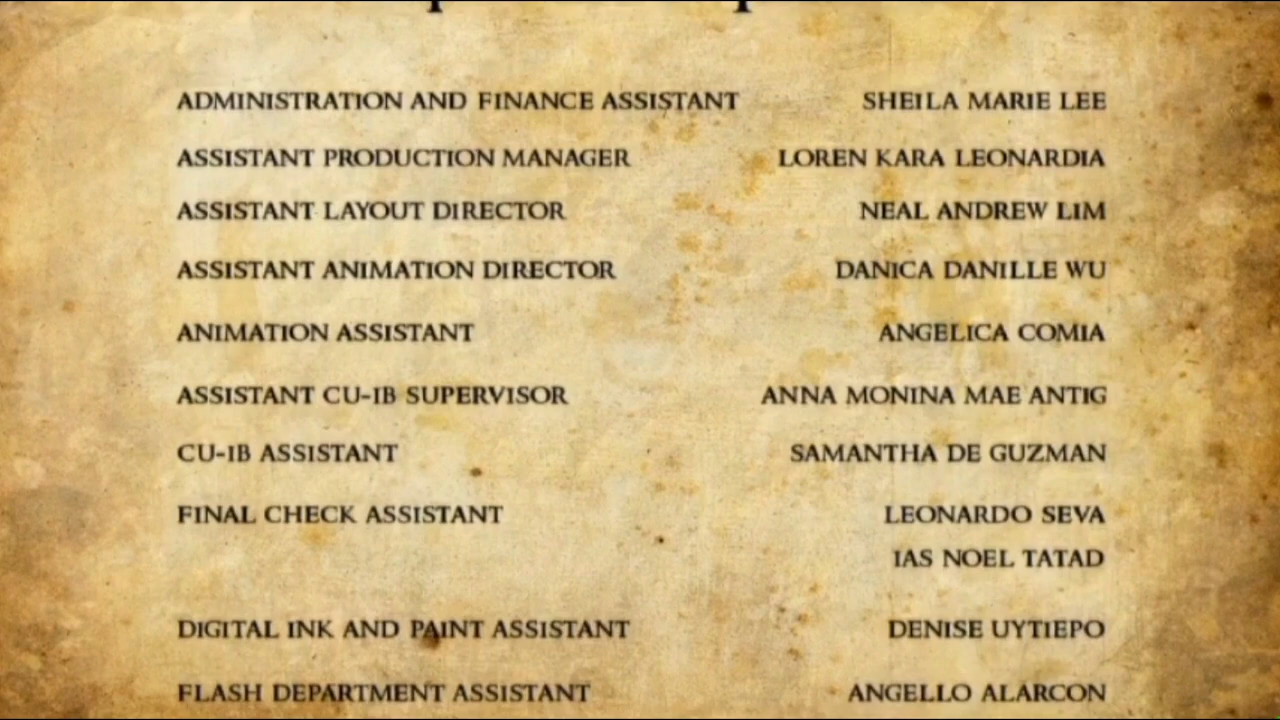 ADMINISTRATION AND FINANCE ASSISTANT SHEILA MARIE LEE
ASSISTANT PRODUCTION MANAGER LOREN KARA LEONARDIA
ASSISTANT LAYOUT DIRECTOR NEAL ANDREW LIM
ASSISTANT ANIMATION DIRECTOR DANICA DANILLE WU
ANIMATION ASSISTANT ANGELICA COMIA
ASSISTANT CU-IB SUPERVISOR ANNA MONINA MAE ANTIG
CU-IB ASSISTANT SAMANTHA DE GUZMAN
FINAL CHECK ASSISTANT LEONARDO SEVA
IAS NOEL TATAD
DIGITAL INK AND PAINT ASSISTANT DENISE UYTIEPO
FLASH DEPARTMENT ASSISTANT ANGELLO ALARCON